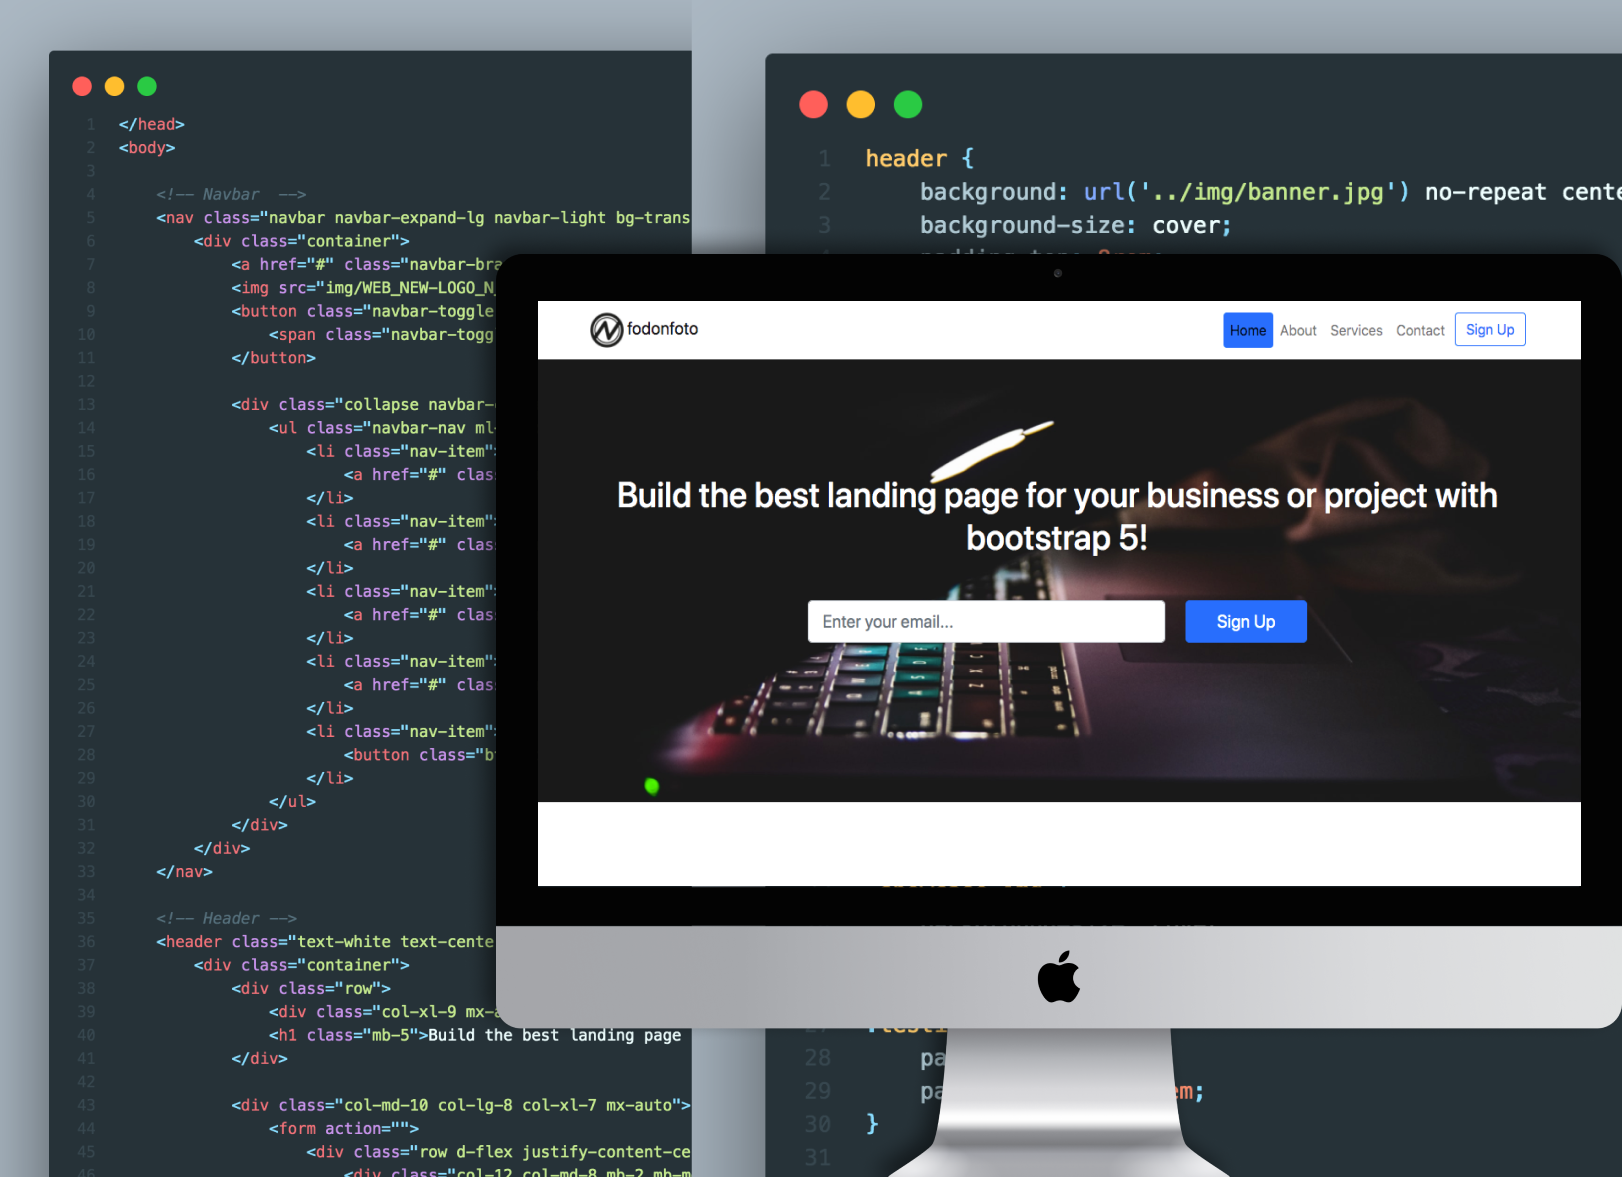 1 </head>
2 <body>
3
4 <!-- Navbar -->
5 <nav class="navbar navbar-expand-lg navbar-light bg-trans
6 <div class="container">
7 <a href="#" class="navbar-bra
8 <img src="img/WEB_NEW-LOGO_N
9 <button class="navbar-toggle
10 <span class="navbar-togg
11 </button>
12
13 <div class="collapse navbar-
14 <ul class="navbar-nav ml
15 <li class="nav-item"
16 <a href="#" clas
17 </li>
18 <li class="nav-item"
19 <a href="#" clas
20 </li>
21 <li class="nav-item"
22 <a href="#" clas
23 </li>
24 <li class="nav-item"
25 <a href="#" clas
26 </li>
27 <li class="nav-item"
28 <button class="b
29 </li>
30 </ul>
31 </div>
32 </div>
33 </nav>
34
35 <!-- Header -->
36 <header class="text-white text-cente
37 <div class="container">
38 <div class="row">
39 <div class="col-xl-9 mx-a
40 <h1 class="mb-5">Build the best landing page
41 </div>
42
43 <div class="col-md-10 col-lg-8 col-xl-7 mx-auto">
44 <form action="">
45 <div class="row d-flex justify-content-ce
46 <div class="col-12 col-md-8 mb-2 mb-m
1 header {
2 background: url('../img/banner.jpg') no-repeat cente
3 background-size: cover;
fodonfoto
Home About Services Contact Sign Up
Build the best landing page for your business or project with
bootstrap 5!
Enter your email... Sign Up
28 pa
29 pa em;
30 }
31